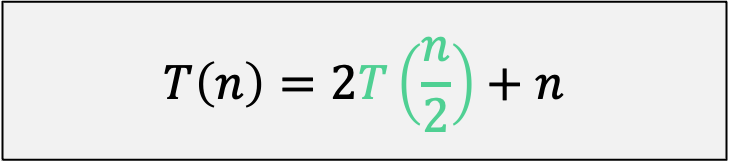 T(n) = 2T(n/2) + n